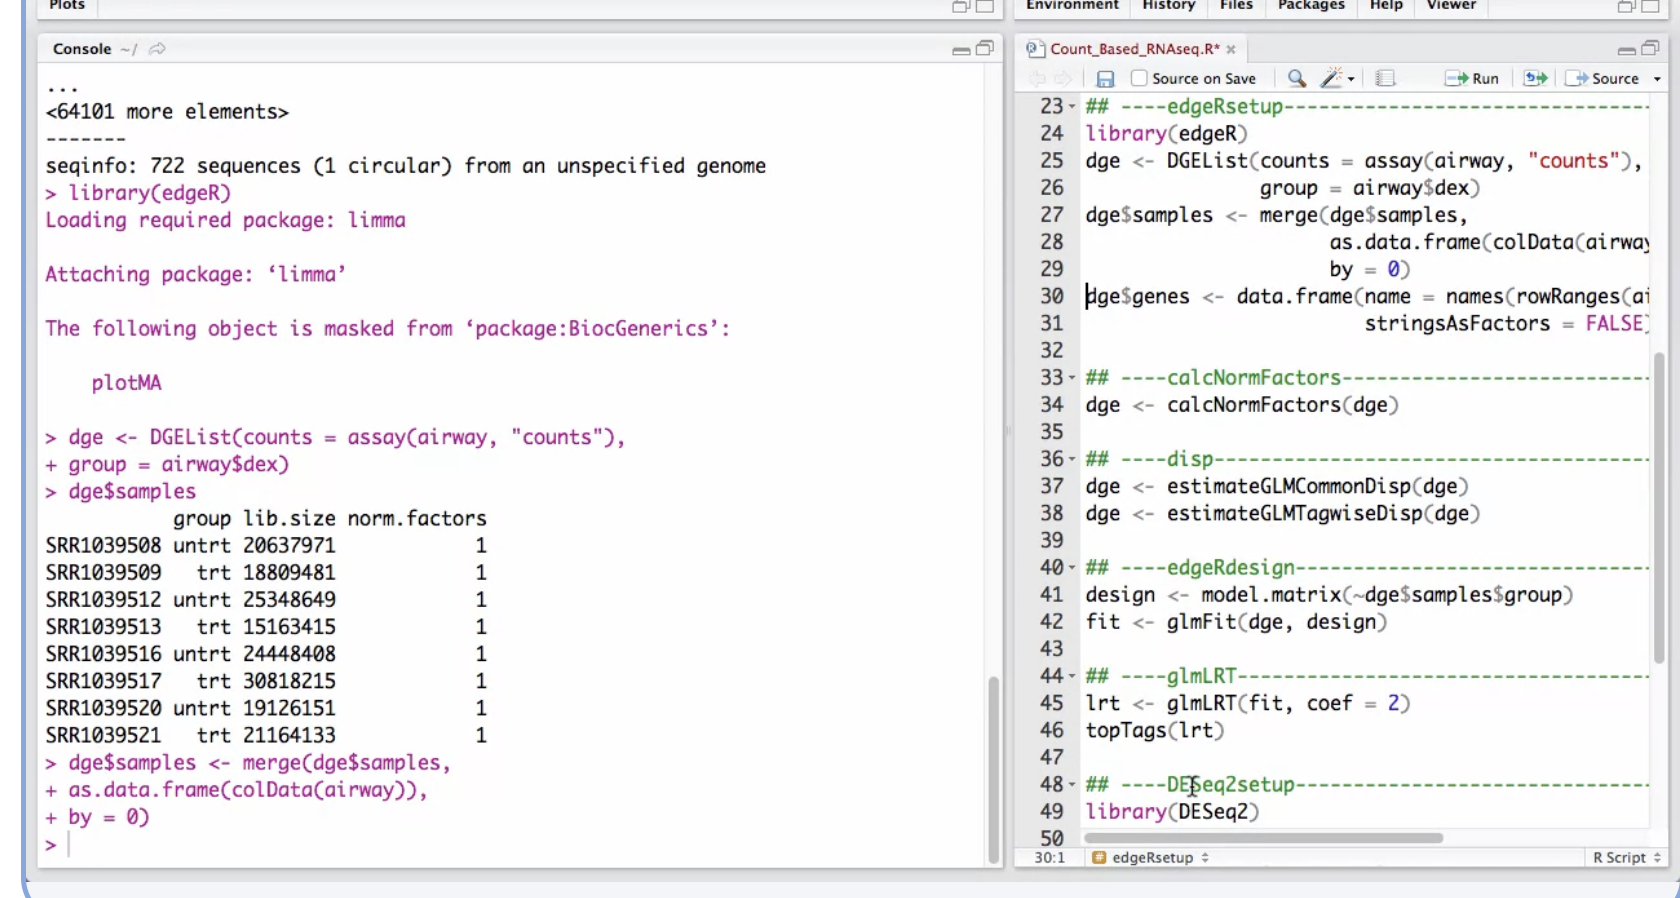 Plots
Console ~/
...
<64101 more elements>
-------
seqinfo: 722 sequences (1 circular) from an unspecified genome
> library(edgeR)
Loading required package: limma
Attaching package: ‘limma’
The following object is masked from ‘package:BiocGenerics’:
    plotMA
> dge <- DGEList(counts = assay(airway, "counts"),
+ group = airway$dex)
> dge$samples
           group lib.size norm.factors
SRR1039508 untrt 20637971            1
SRR1039509   trt 18809481            1
SRR1039512 untrt 25348649            1
SRR1039513   trt 15163415            1
SRR1039516 untrt 24448408            1
SRR1039517   trt 30818215            1
SRR1039520 untrt 19126151            1
SRR1039521   trt 21164133            1
> dge$samples <- merge(dge$samples,
+ as.data.frame(colData(airway)),
+ by = 0)
>
Environment History Files Packages Help Viewer
Count_Based_RNAseq.R*
Source on Save Run Source
23 ## ----edgeRsetup-------------------------------
24 library(edgeR)
25 dge <- DGEList(counts = assay(airway, "counts"),
26                group = airway$dex)
27 dge$samples <- merge(dge$samples,
28                      as.data.frame(colData(airway
29                      by = 0)
30 dge$genes <- data.frame(name = names(rowRanges(ai
31                         stringsAsFactors = FALSE)
32
33 ## ----calcNormFactors---------------------------
34 dge <- calcNormFactors(dge)
35
36 ## ----disp--------------------------------------
37 dge <- estimateGLMCommonDisp(dge)
38 dge <- estimateGLMTagwiseDisp(dge)
39
40 ## ----edgeRdesign-------------------------------
41 design <- model.matrix(~dge$samples$group)
42 fit <- glmFit(dge, design)
43
44 ## ----glmLRT------------------------------------
45 lrt <- glmLRT(fit, coef = 2)
46 topTags(lrt)
47
48 ## ----DESeq2setup-------------------------------
49 library(DESeq2)
50
30:1 # edgeRsetup R Script